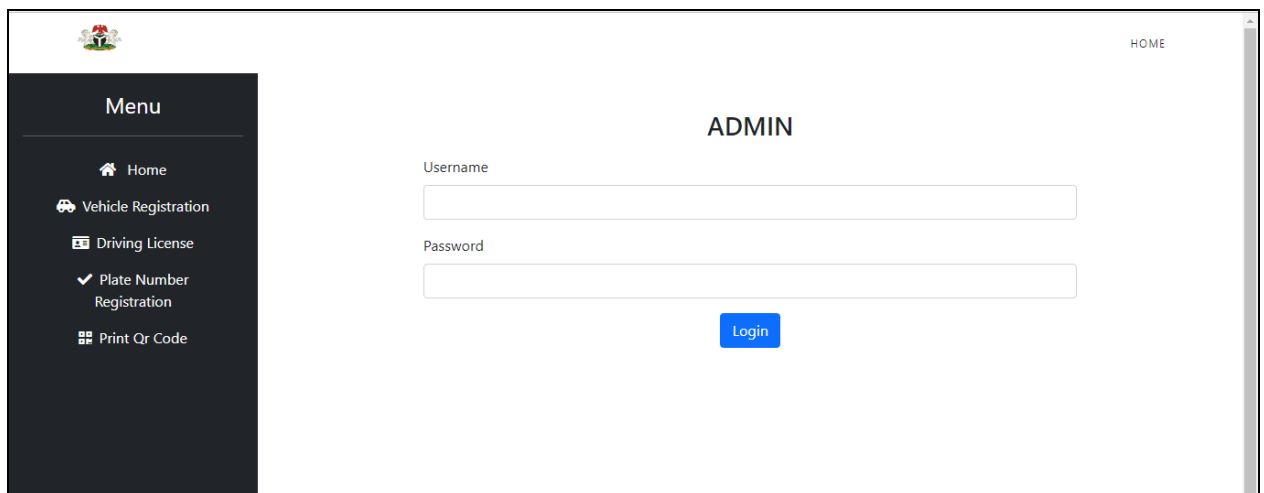 HOME
Menu
Home
Vehicle Registration
Driving License
Plate Number
Registration
Print Qr Code
ADMIN
Username
Password
Login